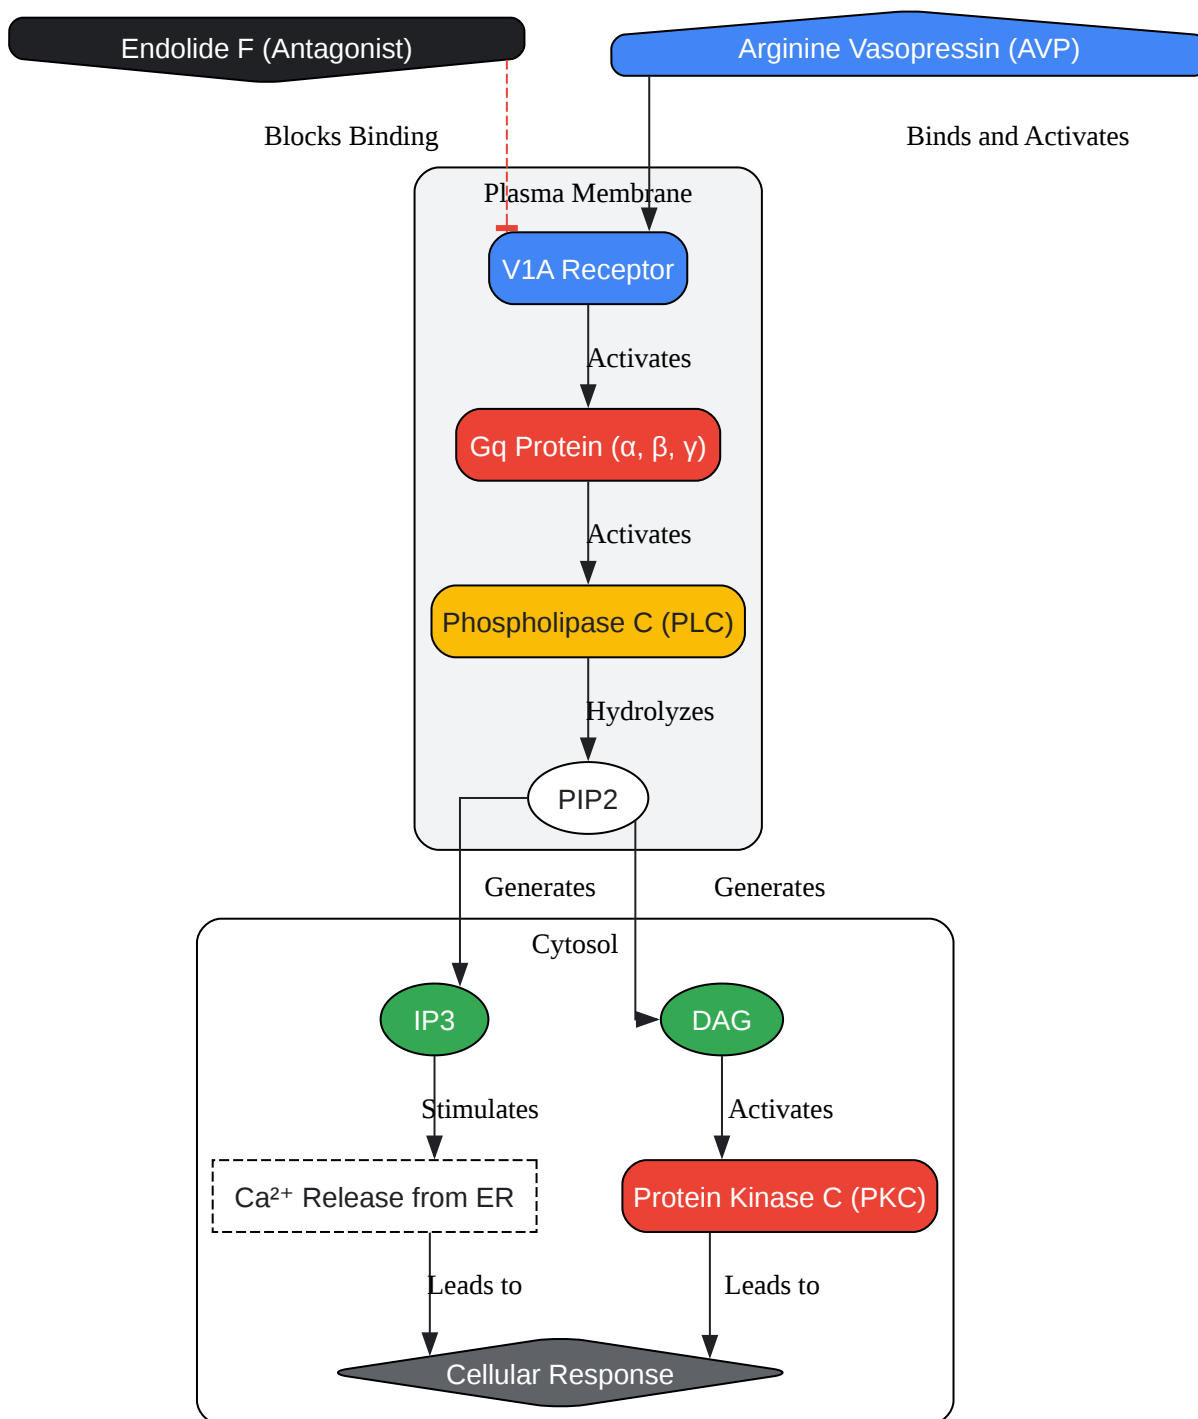 Endolide F (Antagonist)
Arginine Vasopressin (AVP)
Blocks Binding
Binds and Activates
Plasma Membrane
V1A Receptor
Activates
Gq Protein (α, β, γ)
Activates
Phospholipase C (PLC)
Hydrolyzes
PIP2
Generates
Generates
Cytosol
IP3
DAG
Stimulates
Activates
Ca²⁺ Release from ER
Protein Kinase C (PKC)
Leads to
Leads to
Cellular Response